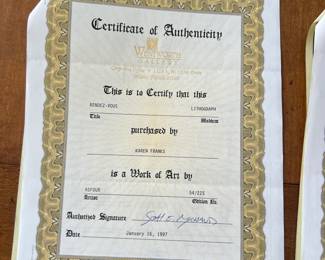 Certificate of Authenticity
GALLERY
This is to Certify that this
RENDEZ-VOUS LITHOGRAPH
Title Medium
purchased by
KAREN FRANKS
is a Work of Art by
54/225
Artist Edition No.
Authorized Signature
Date January 16, 1997